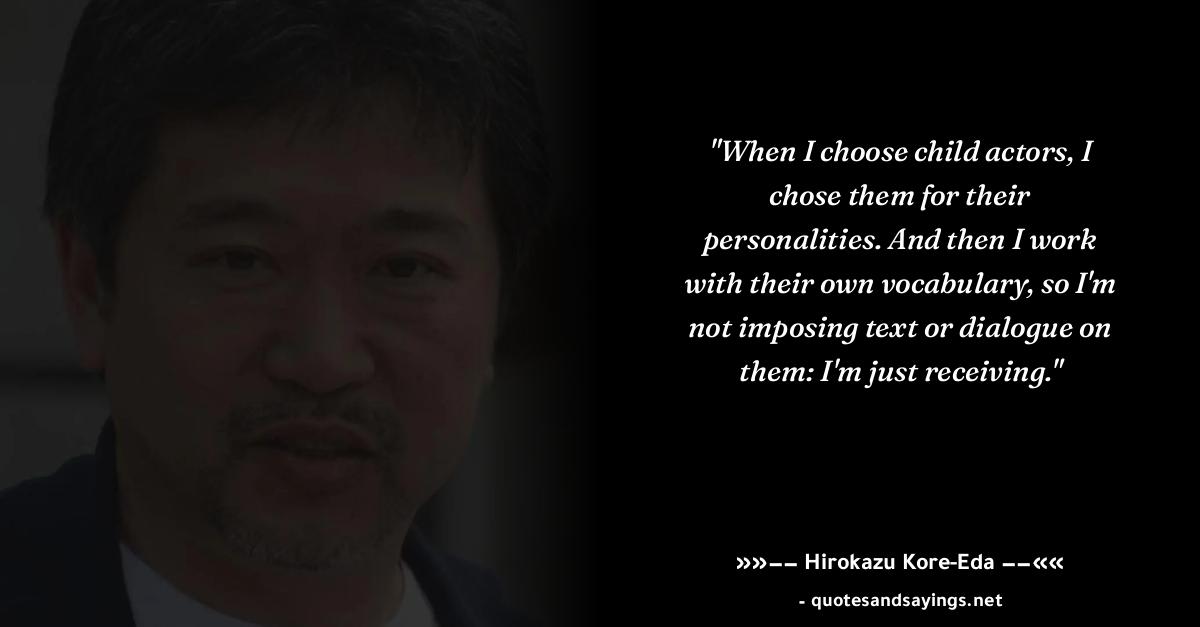 "When I choose child actors, I
chose them for their
personalities. And then I work
with their own vocabulary, so I'm
not imposing text or dialogue on
them: I'm just receiving."
»»−− Hirokazu Kore-Eda −−««
- quotesandsayings.net